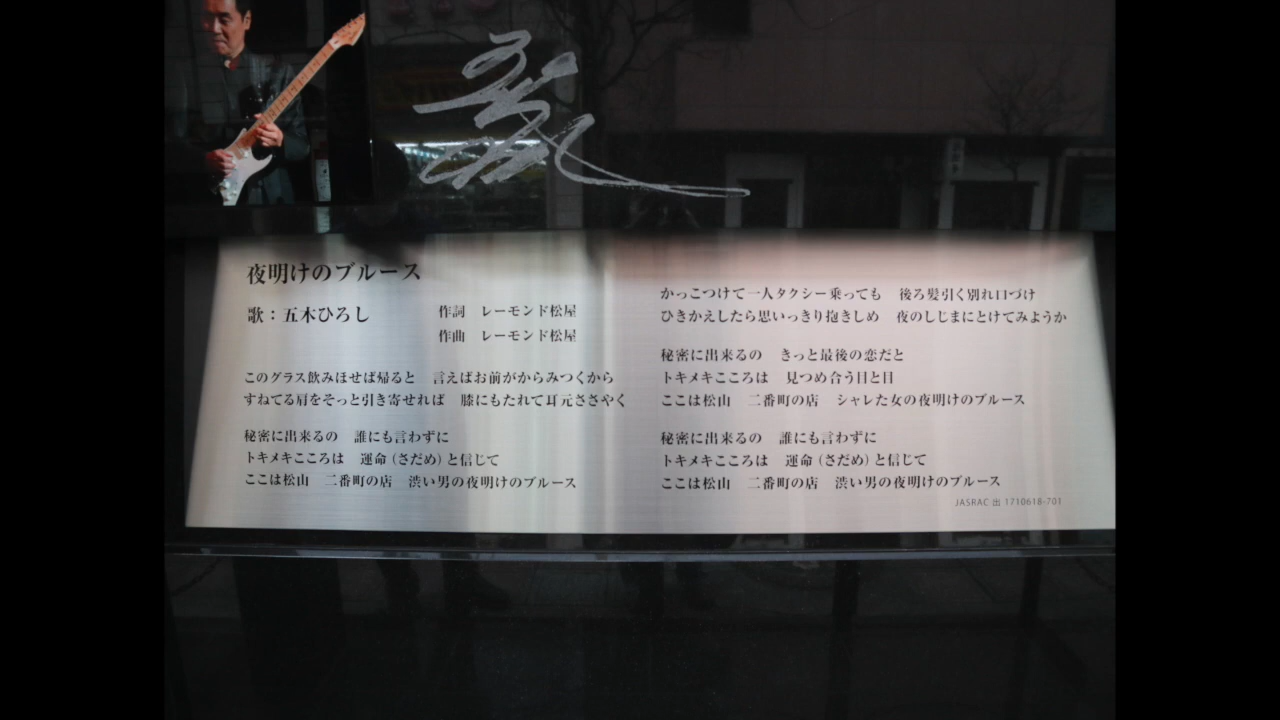 夜明けのブルース
歌：五木ひろし
作詞　レーモンド松屋
作曲　レーモンド松屋
このグラス飲みほせば帰ると　言えばお前がからみつくから
すねてる肩をそっと引き寄せれば　膝にもたれて耳元ささやく
秘密に出来るの　誰にも言わずに
トキメキこころは　運命（さだめ）と信じて
ここは松山　二番町の店　渋い男の夜明けのブルース
かっこつけて一人タクシー乗っても　後ろ髪引く別れ口づけ
ひきかえしたら思いっきり抱きしめ　夜のしじまにとけてみようか
秘密に出来るの　きっと最後の恋だと
トキメキこころは　見つめ合う目と目
ここは松山　二番町の店　シャレた女の夜明けのブルース
秘密に出来るの　誰にも言わずに
トキメキこころは　運命（さだめ）と信じて
ここは松山　二番町の店　渋い男の夜明けのブルース
JASRAC 出 1710618-701